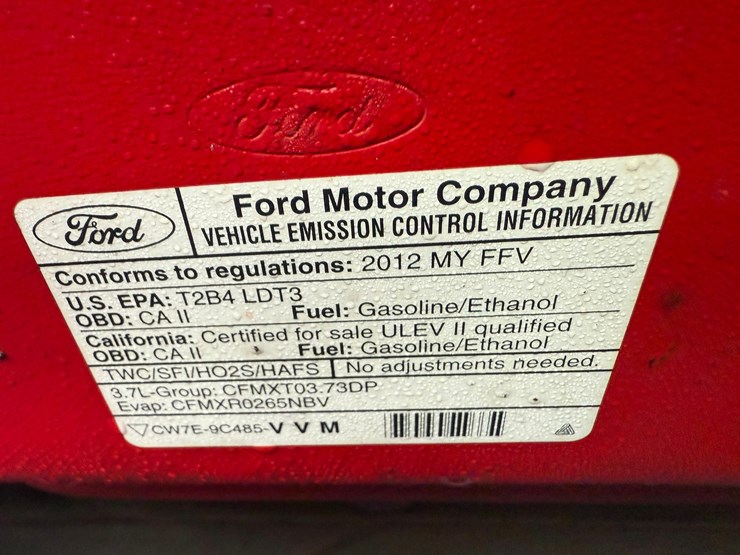 Ford
Ford
Ford Motor Company
VEHICLE EMISSION CONTROL INFORMATION
Conforms to regulations: 2012 MY FFV
U.S. EPA: T2B4 LDT3
OBD: CA II Fuel: Gasoline/Ethanol
California: Certified for sale ULEV II qualified
OBD: CA II Fuel: Gasoline/Ethanol
TWC/SFI/HO2S/HAFS No adjustments needed.
3.7L-Group: CFMXT03.73DP
Evap: CFMXR0265NBV
CW7E-9C485-V V M